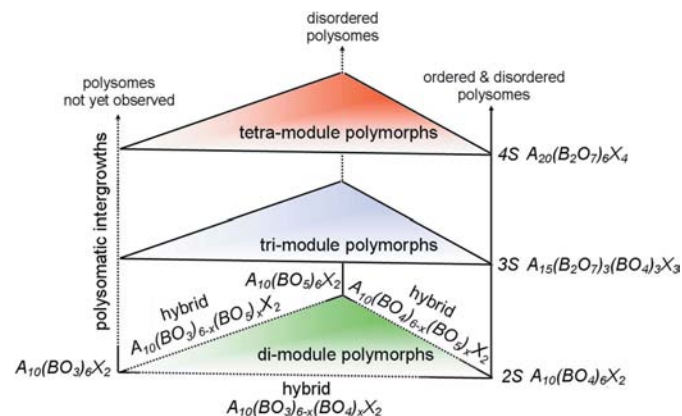 disordered
polysomes
polysomes
not yet observed
ordered & disordered
polysomes
tetra-module polymorphs
4S A₂₀(B₂O₇)₆X₄
polysomatic intergrowths
tri-module polymorphs
3S A₁₅(B₂O₇)₃(BO₄)₃X₃
A₁₀(BO₅)₆X₂
hybrid
A₁₀(BO₃)₆₋ₓ(BO₅)ₓX₂
hybrid
A₁₀(BO₄)₆₋ₓ(BO₅)ₓX₂
di-module polymorphs
A₁₀(BO₃)₆X₂
2S A₁₀(BO₄)₆X₂
hybrid
A₁₀(BO₃)₆₋ₓ(BO₄)ₓX₂